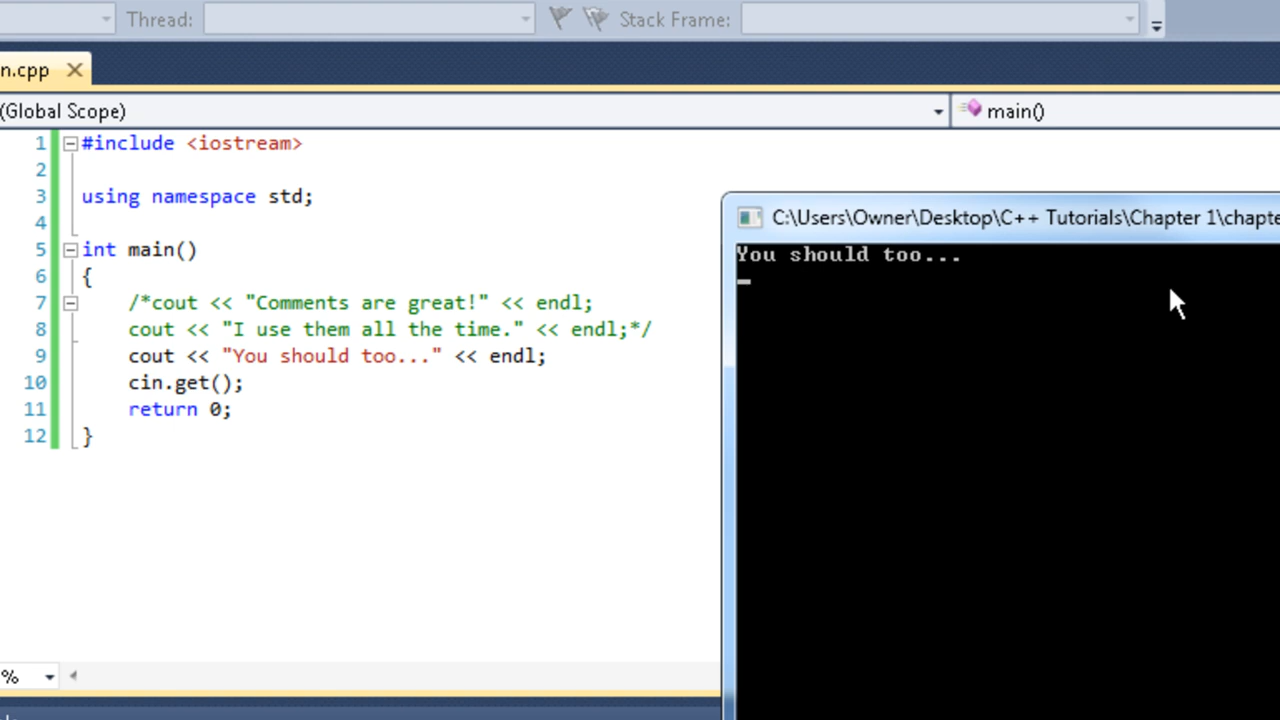 Thread:
Stack Frame:
n.cpp
(Global Scope)
main()
1 #include <iostream>
2
3 using namespace std;
4
5 int main()
6 {
7 /*cout << "Comments are great!" << endl;
8 cout << "I use them all the time." << endl;*/
9 cout << "You should too..." << endl;
10 cin.get();
11 return 0;
12 }
%
C:\Users\Owner\Desktop\C++ Tutorials\Chapter 1\chapte
You should too...